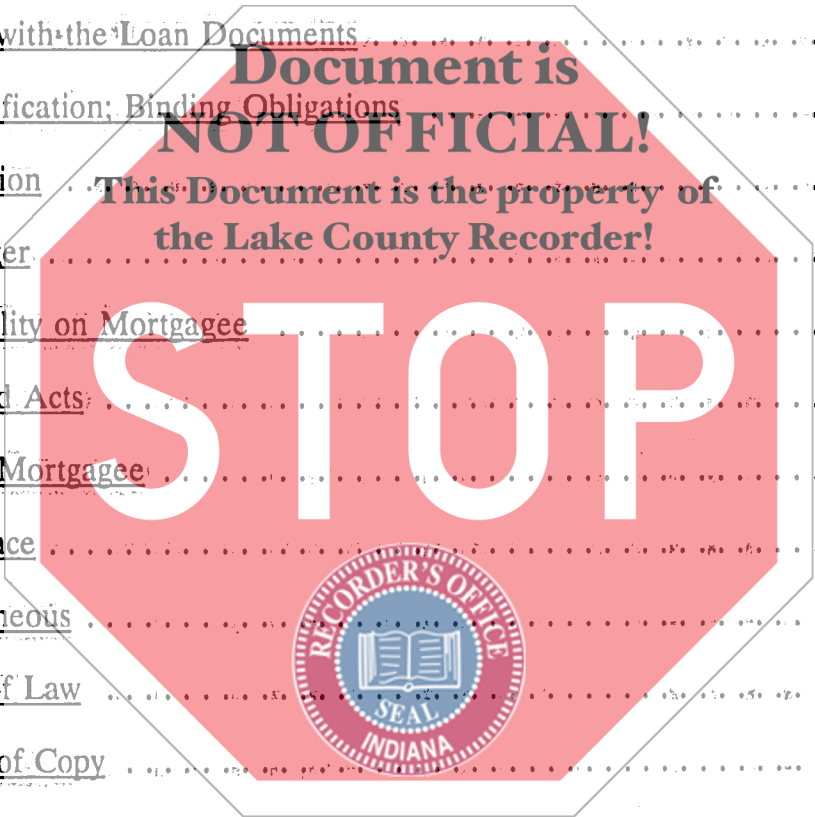 with the Loan Documents
Document is
fication; Binding Obligations
NOT OFFICIAL!
ion
This Document is the property of
er
the Lake County Recorder!
lity on Mortgagee
STOP
d Acts
Mortgagee
ce
RECORDER'S OFFICE
neous
f Law
SEAL
INDIANA
of Copy